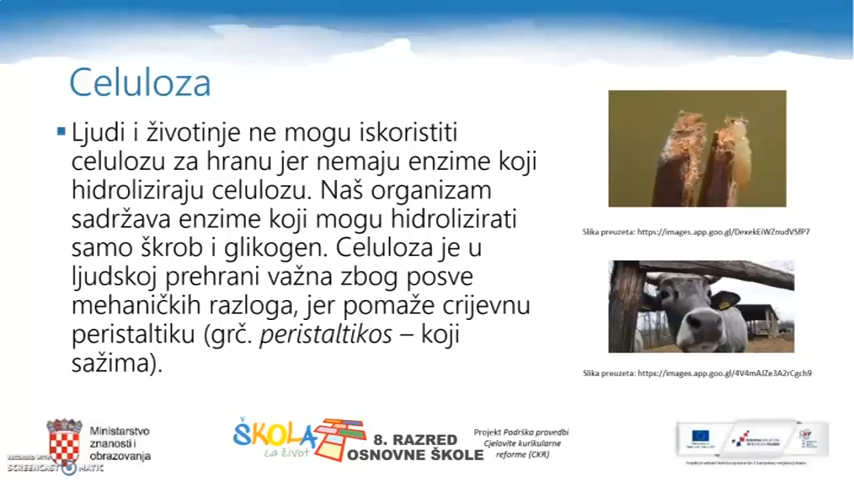 Celuloza
▪ Ljudi i životinje ne mogu iskoristiti
celulozu za hranu jer nemaju enzime koji
hidroliziraju celulozu. Naš organizam
sadržava enzime koji mogu hidrolizirati
samo škrob i glikogen. Celuloza je u
ljudskoj prehrani važna zbog posve
mehaničkih razloga, jer pomaže crijevnu
peristaltiku (grč. peristaltikos – koji
sažima).
Slika preuzeta: https://images.app.goo.gl/DexekEiWZnudVSfP7
Slika preuzeta: https://images.app.goo.gl/4V4mAJZe3A2rCgch9
Ministarstvo
znanosti i
obrazovanja
ŠKOLA
za život
8. RAZRED
OSNOVNE ŠKOLE
Projekt Podrška provedbi
Cjelovite kurikularne
reforme (CKR)
RECORDED WITH
SCREENCAST MATIC